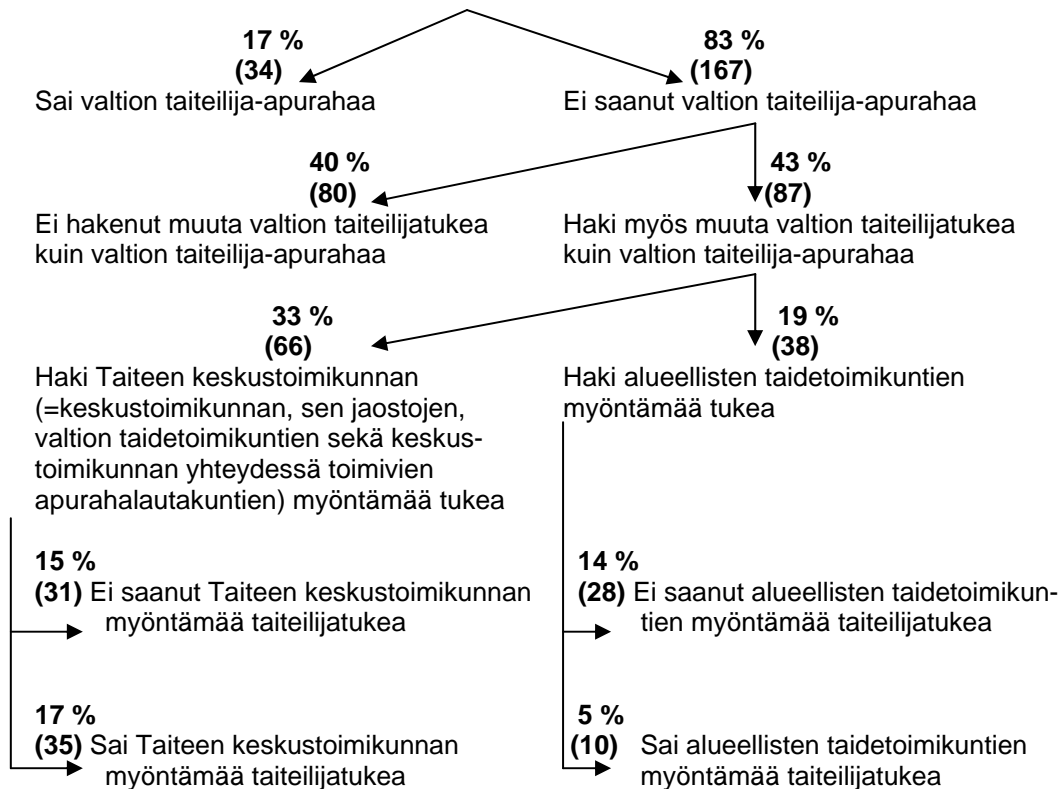 17 %
(34)
Sai valtion taiteilija-apurahaa
83 %
(167)
Ei saanut valtion taiteilija-apurahaa
40 %
(80)
Ei hakenut muuta valtion taiteilijatukea
kuin valtion taiteilija-apurahaa
43 %
(87)
Haki myös muuta valtion taiteilijatukea
kuin valtion taiteilija-apurahaa
33 %
(66)
Haki Taiteen keskustoimikunnan
(=keskustoimikunnan, sen jaostojen,
valtion taidetoimikuntien sekä keskus-
toimikunnan yhteydessä toimivien
apurahalautakuntien) myöntämää tukea
19 %
(38)
Haki alueellisten taidetoimikuntien
myöntämää tukea
15 %
(31) Ei saanut Taiteen keskustoimikunnan
myöntämää taiteilijatukea
14 %
(28) Ei saanut alueellisten taidetoimikun-
tien myöntämää taiteilijatukea
17 %
(35) Sai Taiteen keskustoimikunnan
myöntämää taiteilijatukea
5 %
(10) Sai alueellisten taidetoimikuntien
myöntämää taiteilijatukea